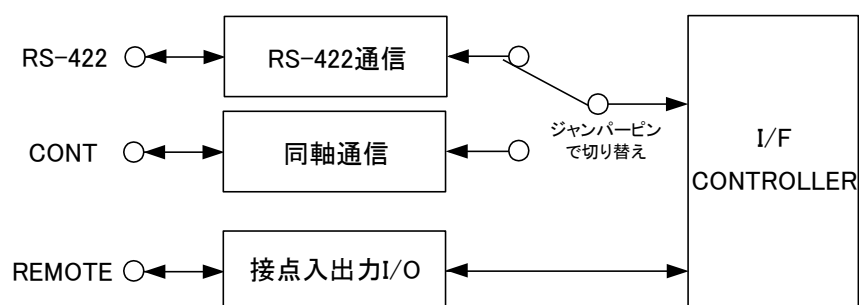 RS-422
RS-422通信
CONT
同軸通信
ジャンパーピン
で切り替え
I/F
CONTROLLER
REMOTE
接点入出力I/O